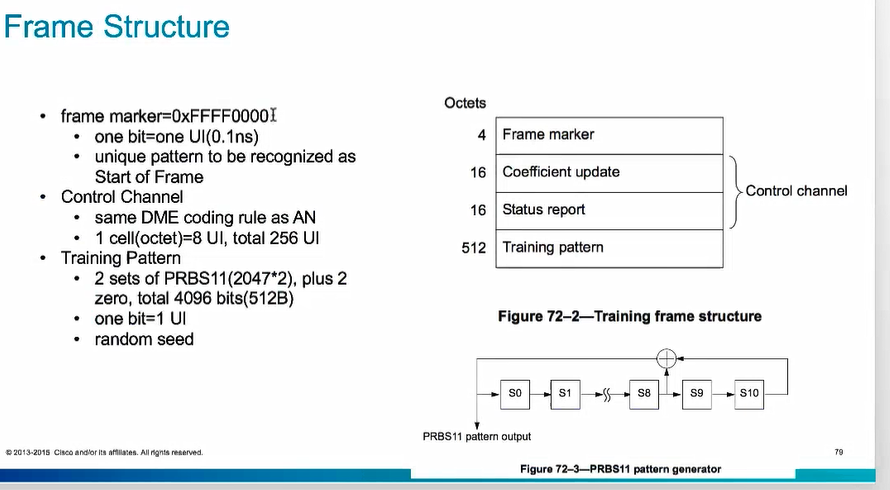 Frame Structure
• frame marker=0xFFFF0000
• one bit=one UI(0.1ns)
• unique pattern to be recognized as
Start of Frame
• Control Channel
• same DME coding rule as AN
• 1 cell(octet)=8 UI, total 256 UI
• Training Pattern
• 2 sets of PRBS11(2047*2), plus 2
zero, total 4096 bits(512B)
• one bit=1 UI
• random seed
Octets
4 Frame marker
16 Coefficient update
16 Status report
Control channel
512 Training pattern
Figure 72–2—Training frame structure
S0 S1 S8 S9 S10
PRBS11 pattern output
Figure 72–3—PRBS11 pattern generator
© 2013-2015 Cisco and/or its affiliates. All rights reserved.
79